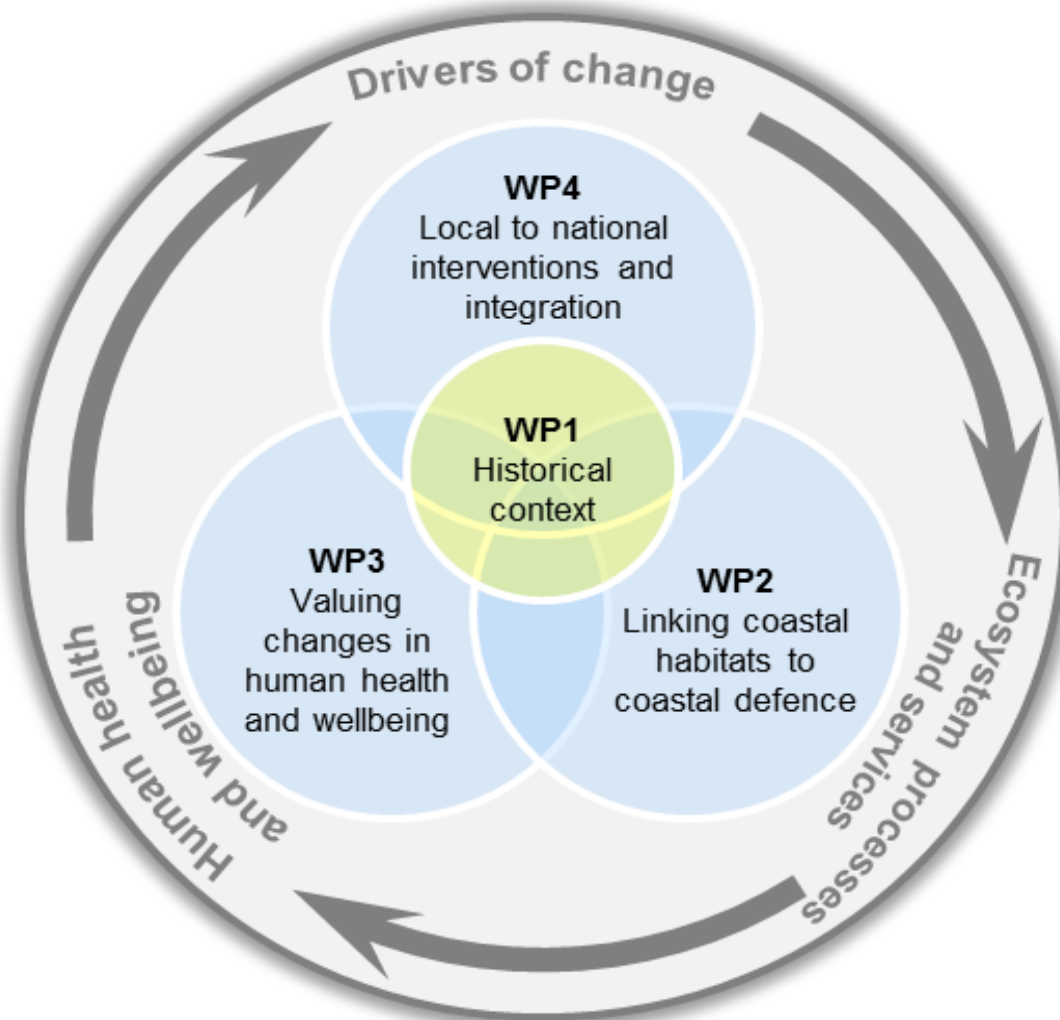 Drivers of change
WP4
Local to national
interventions and
integration
WP1
Historical
context
WP3
Valuing
changes in
human health
and wellbeing
WP2
Linking coastal
habitats to
coastal defence
Ecosystem processes
and services
Human health
and wellbeing